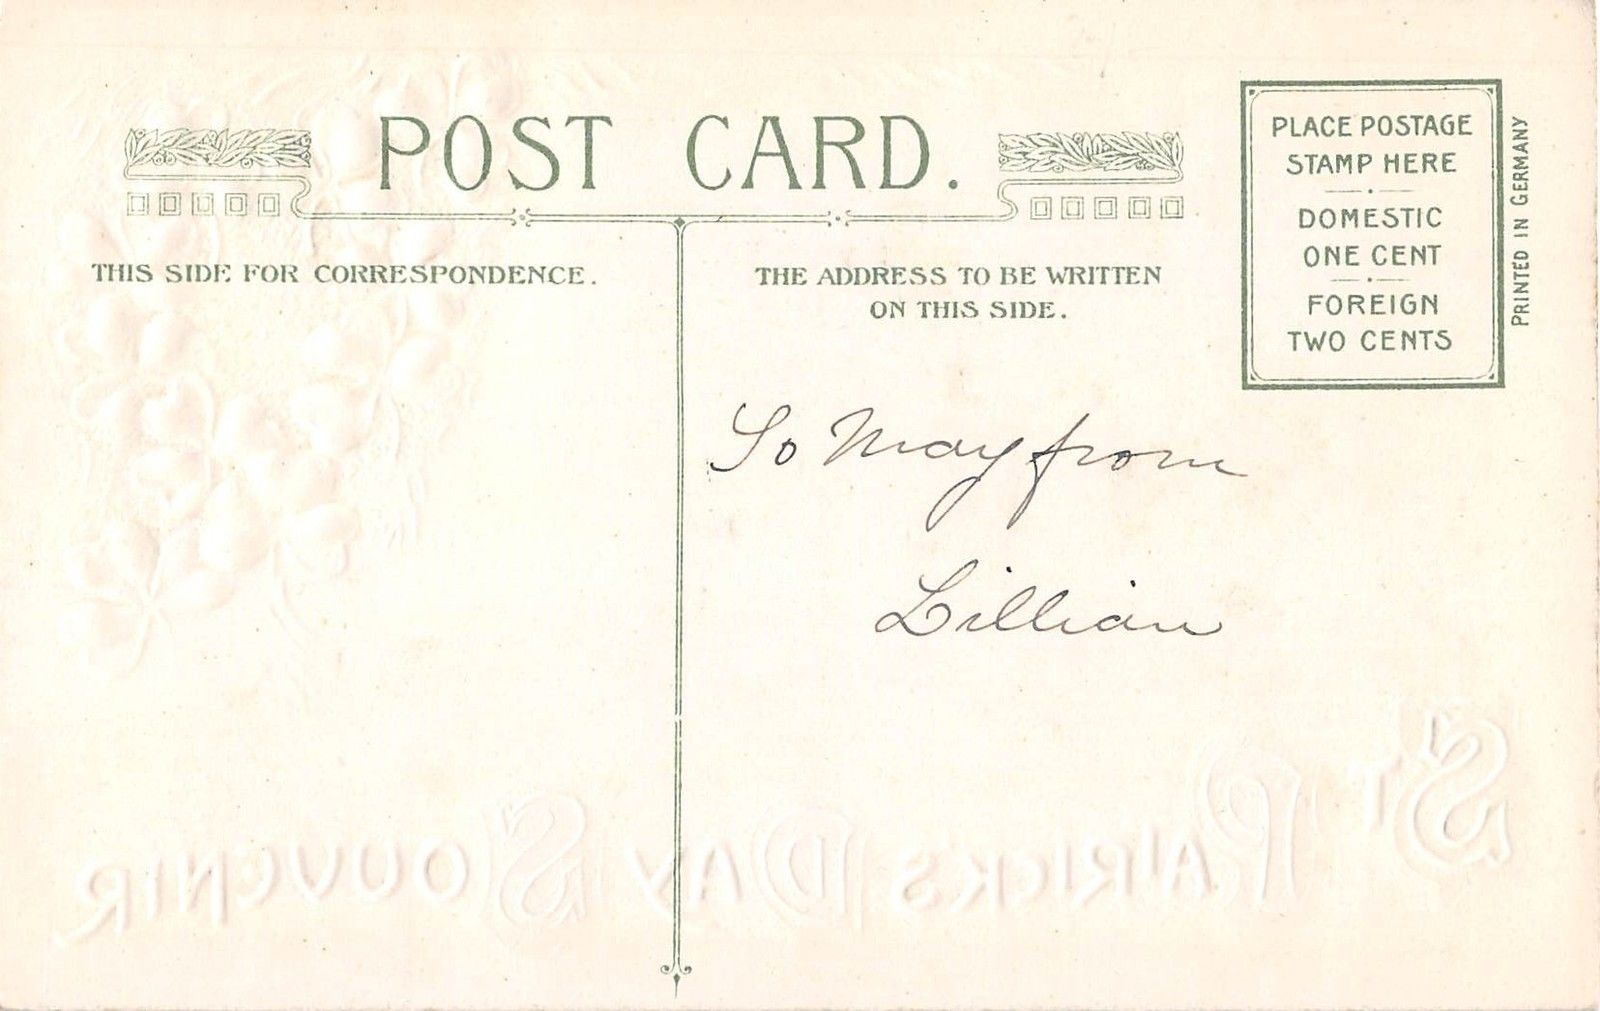 POST CARD.
THIS SIDE FOR CORRESPONDENCE.
THE ADDRESS TO BE WRITTEN
ON THIS SIDE.
PLACE POSTAGE
STAMP HERE
DOMESTIC
ONE CENT
FOREIGN
TWO CENTS
PRINTED IN GERMANY
To May from
Lillian
ST PATRICK'S DAY SOUVENIR